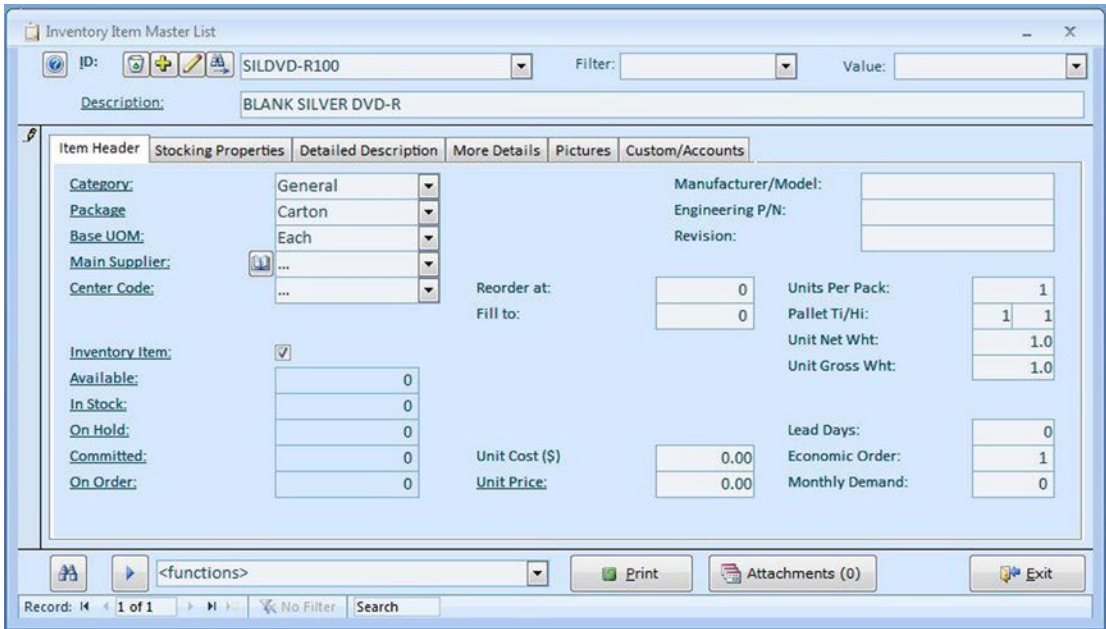 Inventory Item Master List
ID: SILDVD-R100 Filter: Value:
Description: BLANK SILVER DVD-R
Item Header Stocking Properties Detailed Description More Details Pictures Custom/Accounts
Category: General Manufacturer/Model:
Package Carton Engineering P/N:
Base UOM: Each Revision:
Main Supplier: ...
Center Code: ... Reorder at: 0 Units Per Pack: 1
Fill to: 0 Pallet Ti/Hi: 1 1
Unit Net Wht: 1.0
Inventory Item: Unit Gross Wht: 1.0
Available: 0
In Stock: 0
On Hold: 0 Lead Days: 0
Committed: 0 Unit Cost ($) 0.00 Economic Order: 1
On Order: 0 Unit Price: 0.00 Monthly Demand: 0
<functions> Print Attachments (0) Exit
Record: 1 of 1 No Filter Search